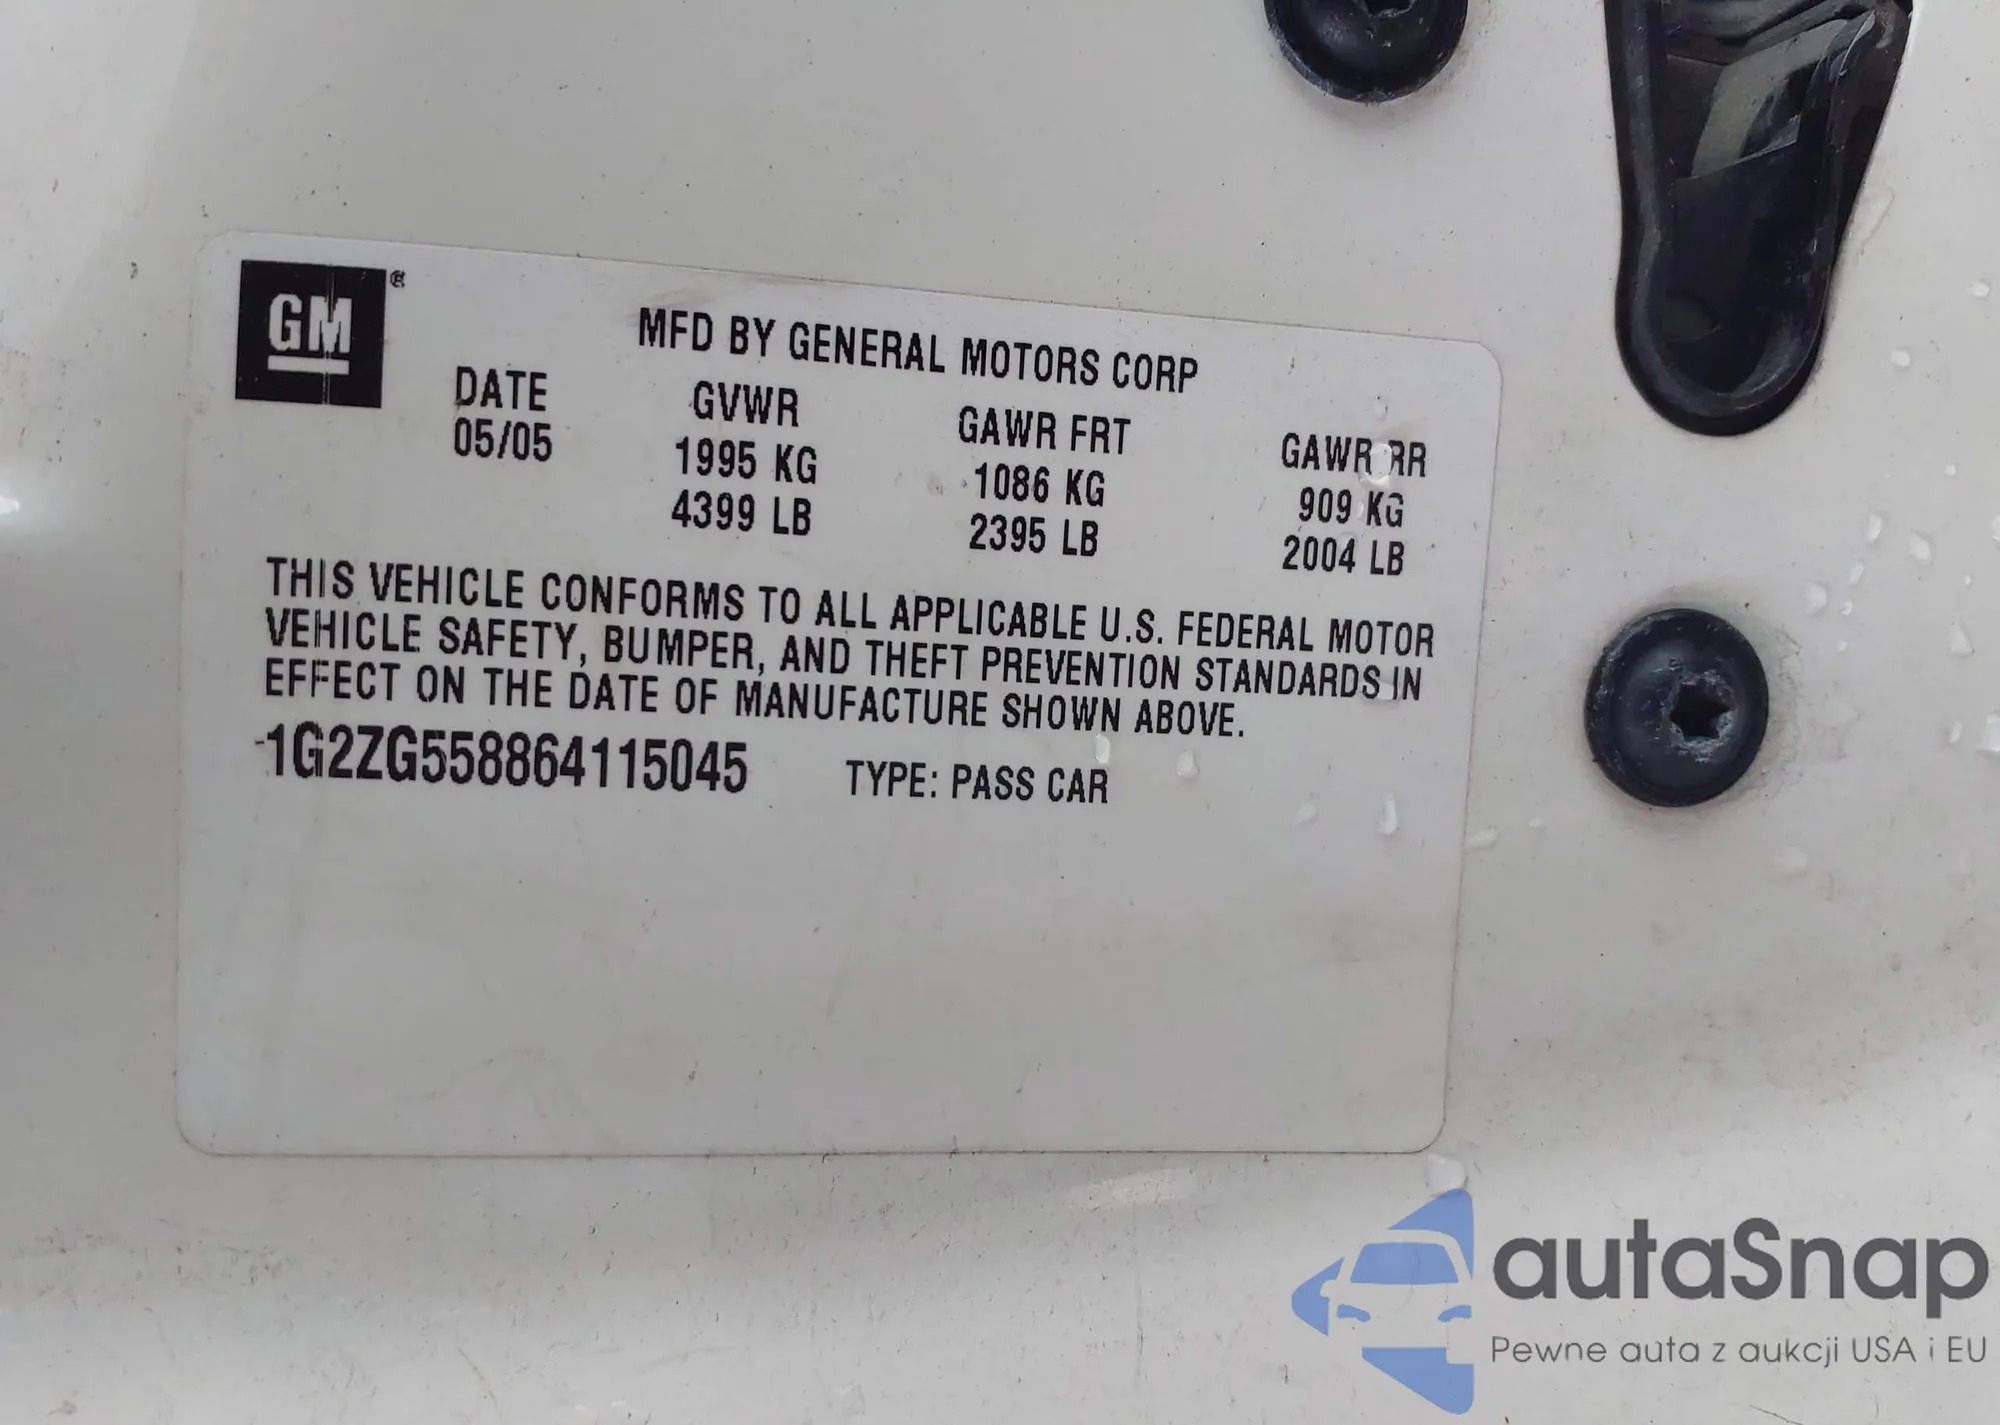 GM ®
MFD BY GENERAL MOTORS CORP
DATE GVWR GAWR FRT GAWR RR
05/05 1995 KG 1086 KG 909 KG
4399 LB 2395 LB 2004 LB
THIS VEHICLE CONFORMS TO ALL APPLICABLE U.S. FEDERAL MOTOR
VEHICLE SAFETY, BUMPER, AND THEFT PREVENTION STANDARDS IN
EFFECT ON THE DATE OF MANUFACTURE SHOWN ABOVE.
1G2ZG558864115045 TYPE: PASS CAR
autaSnap
Pewne auta z aukcji USA i EU